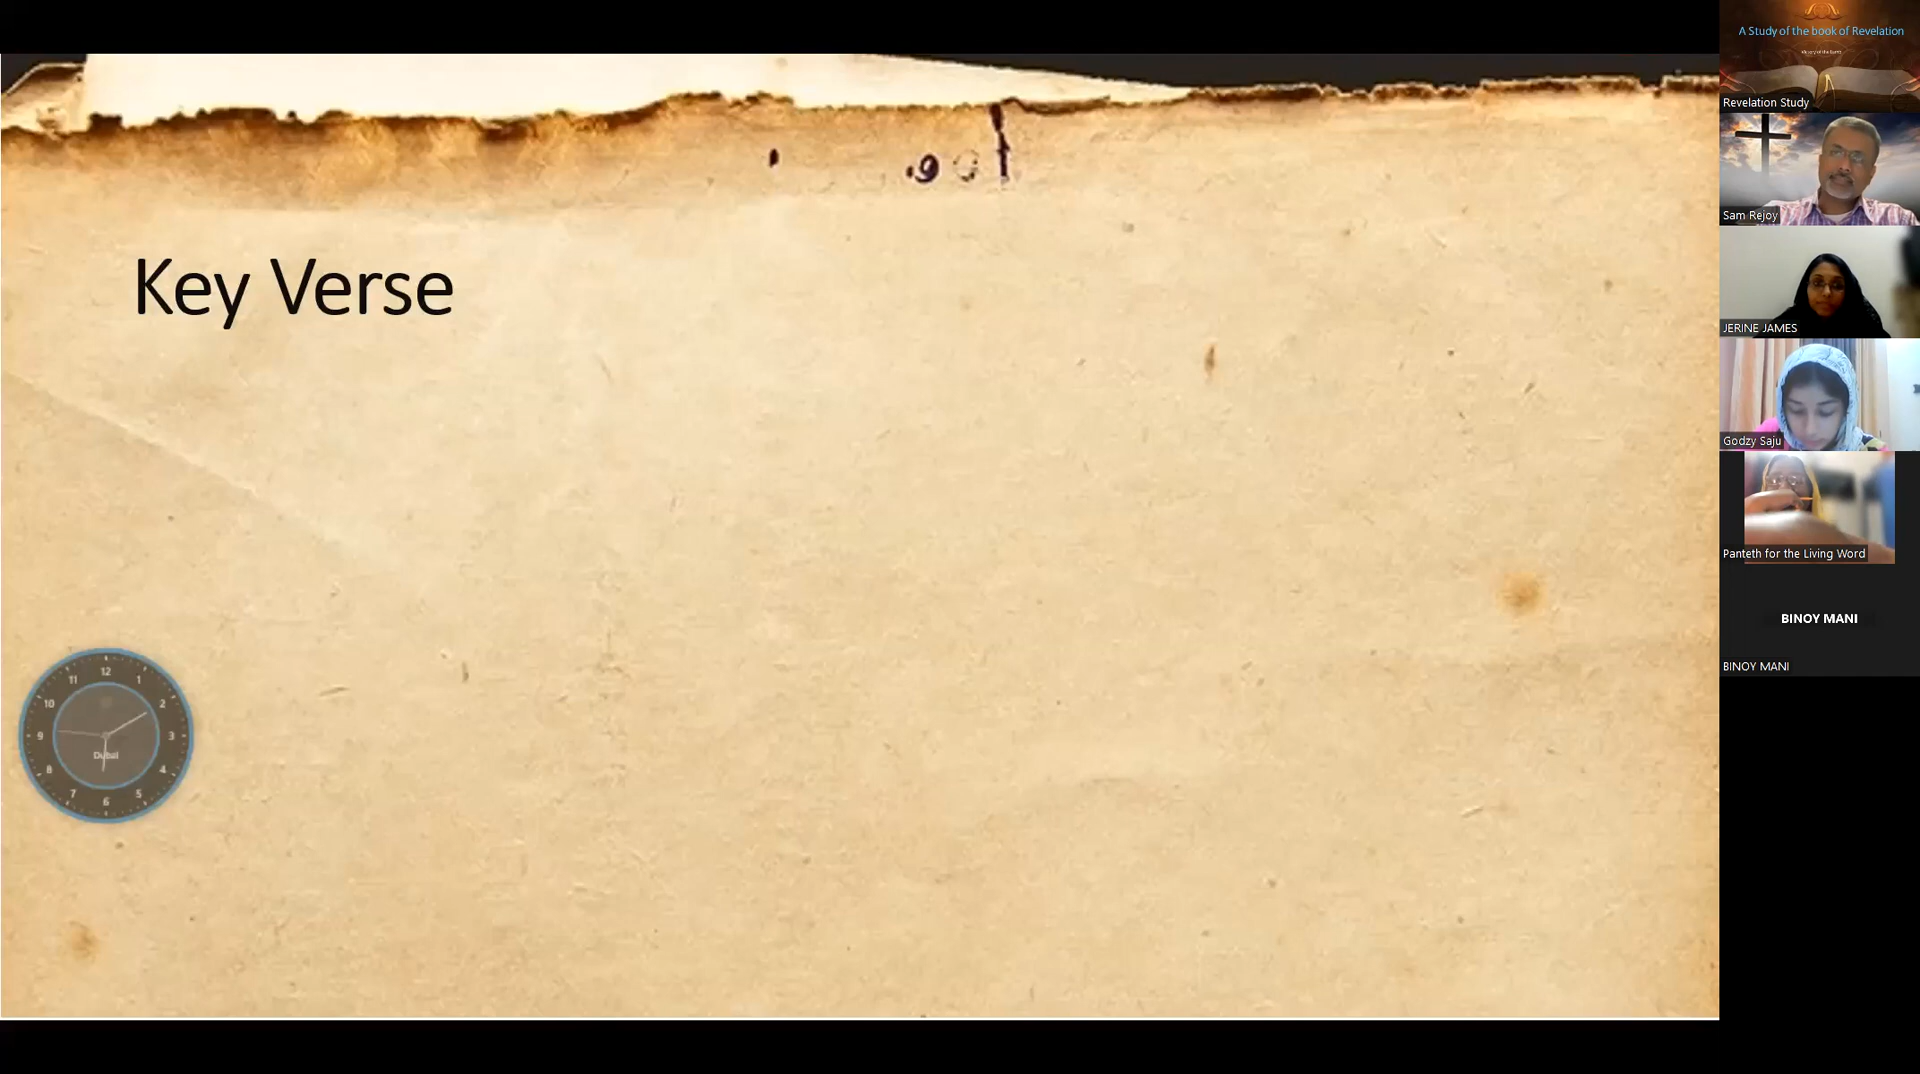 Key Verse
12
11
1
10
2
9
3
Dubai
8
4
7
5
6
A Study of the book of Revelation
Revelation Study
Sam Rejoy
JERINE JAMES
Godzy Saju
Panteth for the Living Word
BINOY MANI
BINOY MANI